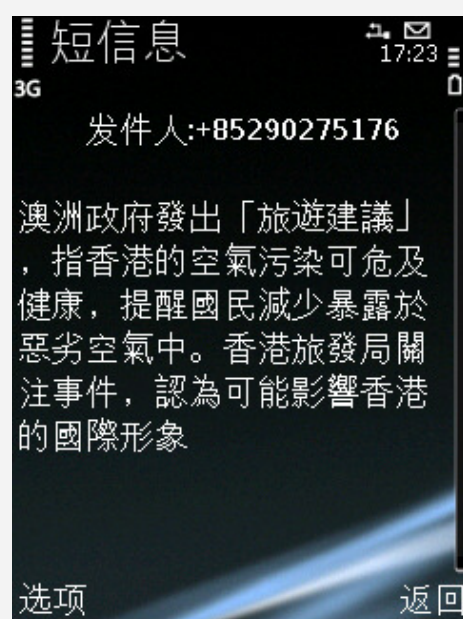 短信息
17:23
3G
发件人:+85290275176
澳洲政府發出「旅遊建議」
，指香港的空氣污染可危及
健康，提醒國民減少暴露於
惡劣空氣中。香港旅發局關
注事件，認為可能影響香港
的國際形象
选项 返回